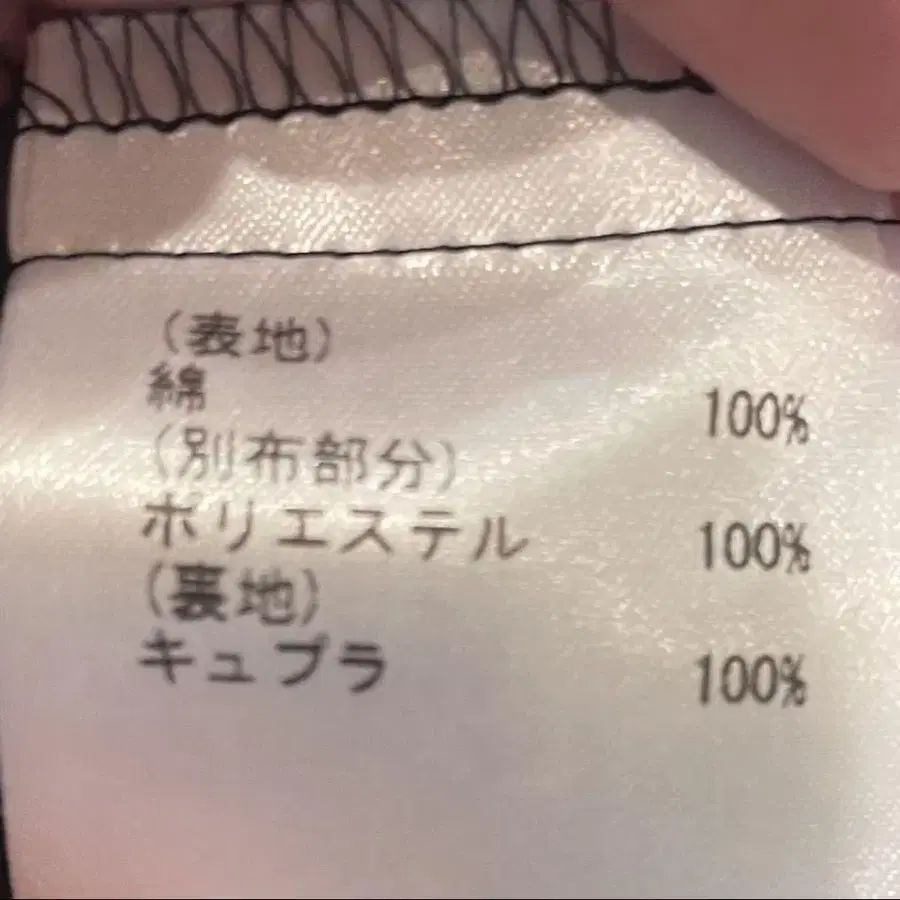 (表地)
綿 100%
(別布部分)
ポリエステル 100%
(裏地)
キュプラ 100%